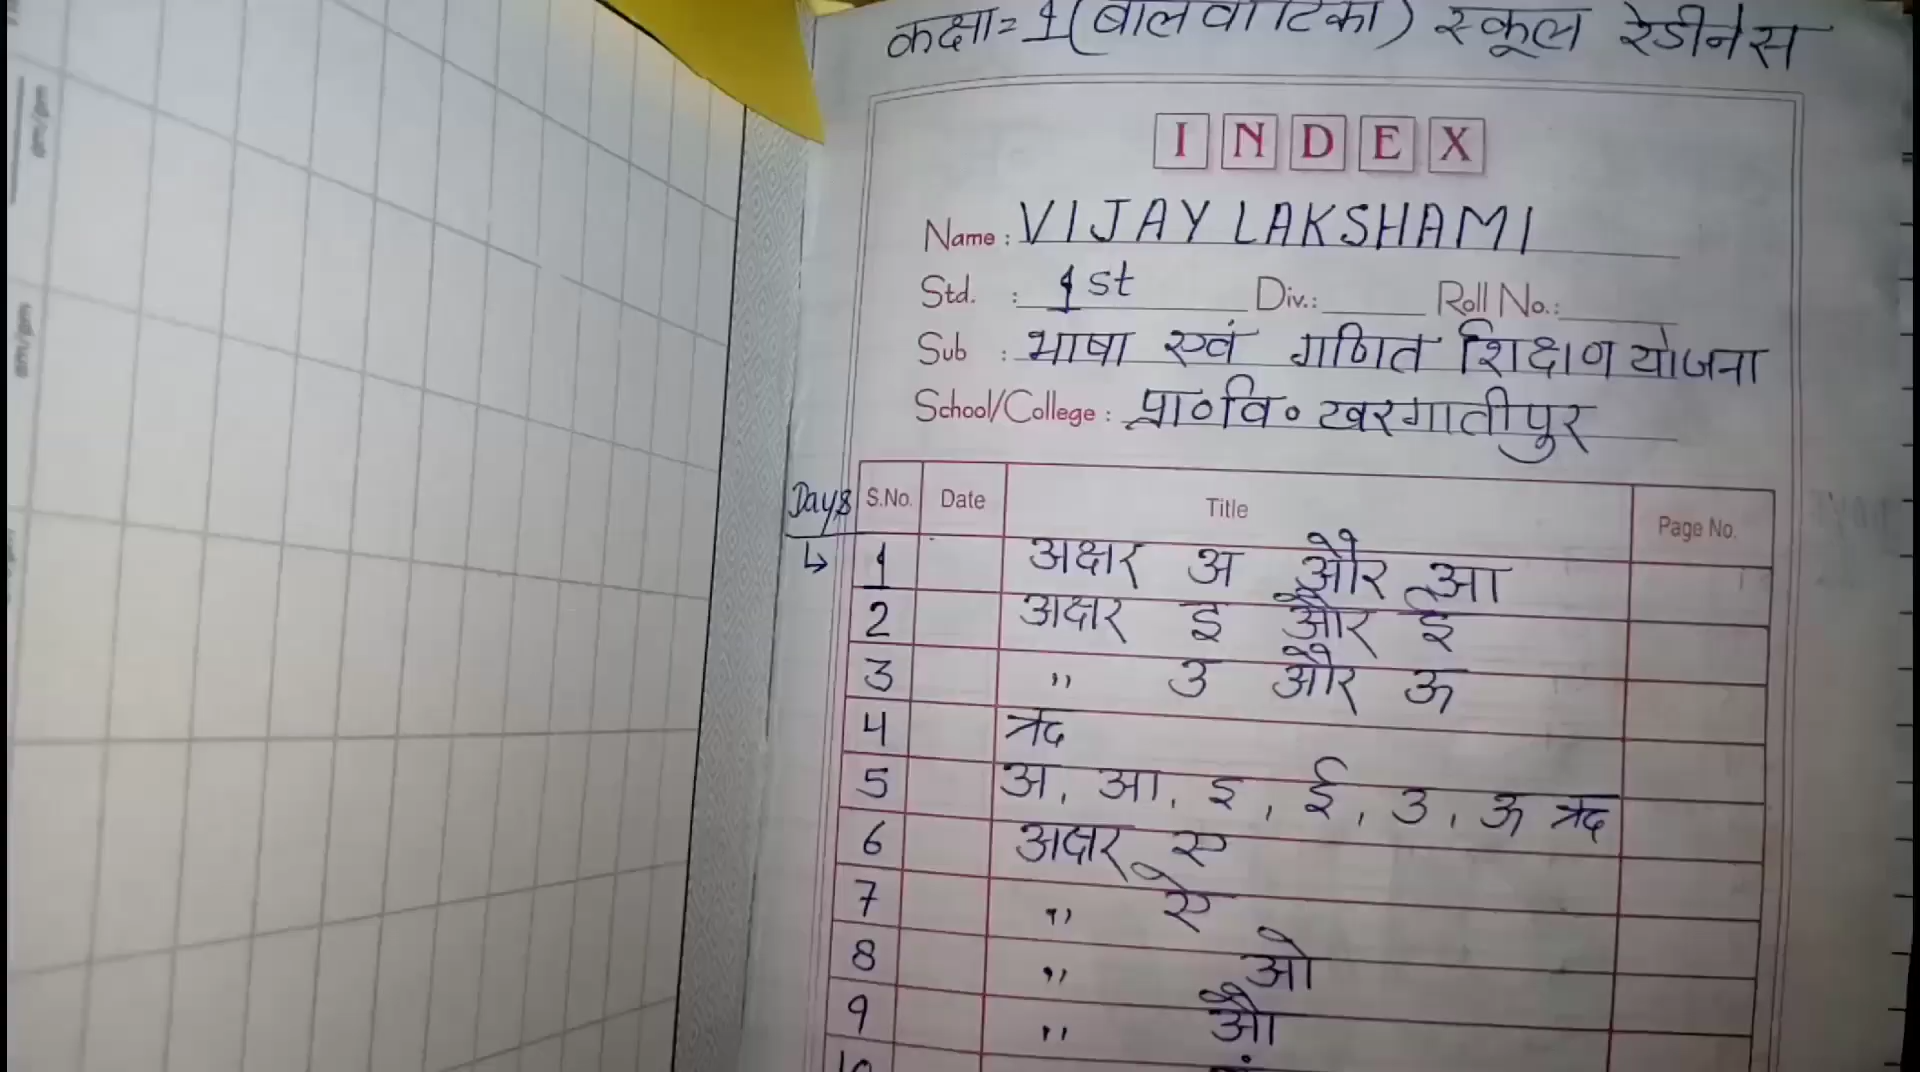 कक्षा = 1 (बालवाटिका) स्कूल रेडीनेस
INDEX
Name : VIJAY LAKSHAMI
Std. : 1st Div.: Roll No.:
Sub : भाषा एवं गणित शिक्षण योजना
School/College : प्रा०वि० खरगातीपुर
Days S.No. Date Title Page No.
↳ 1 अक्षर अ और आ
2 अक्षर इ और ई
3 ,, उ और ऊ
4 ऋ
5 अ, आ, इ, ई, उ, ऊ ऋ
6 अक्षर ए
7 ,, ऐ
8 ,, ओ
9 ,, औ
10